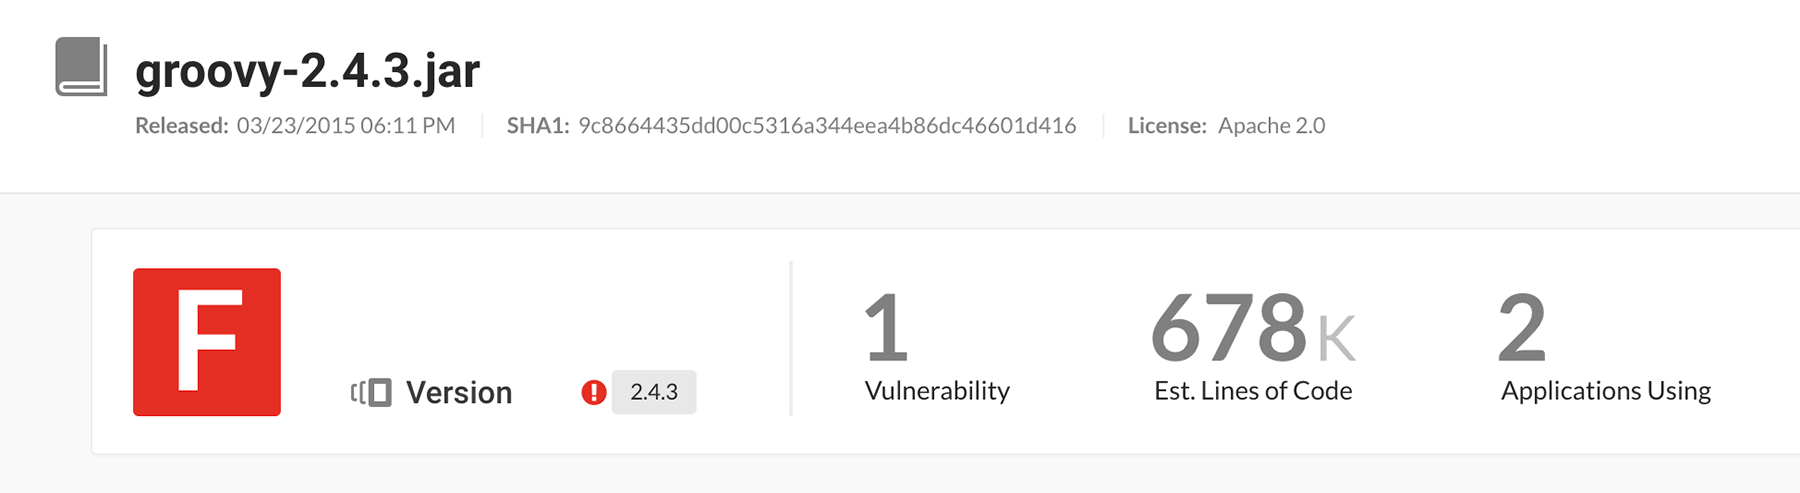 groovy-2.4.3.jar
Released: 03/23/2015 06:11 PM SHA1: 9c8664435dd00c5316a344eea4b86dc46601d416 License: Apache 2.0
F
Version ! 2.4.3
1
Vulnerability
678 K
Est. Lines of Code
2
Applications Using